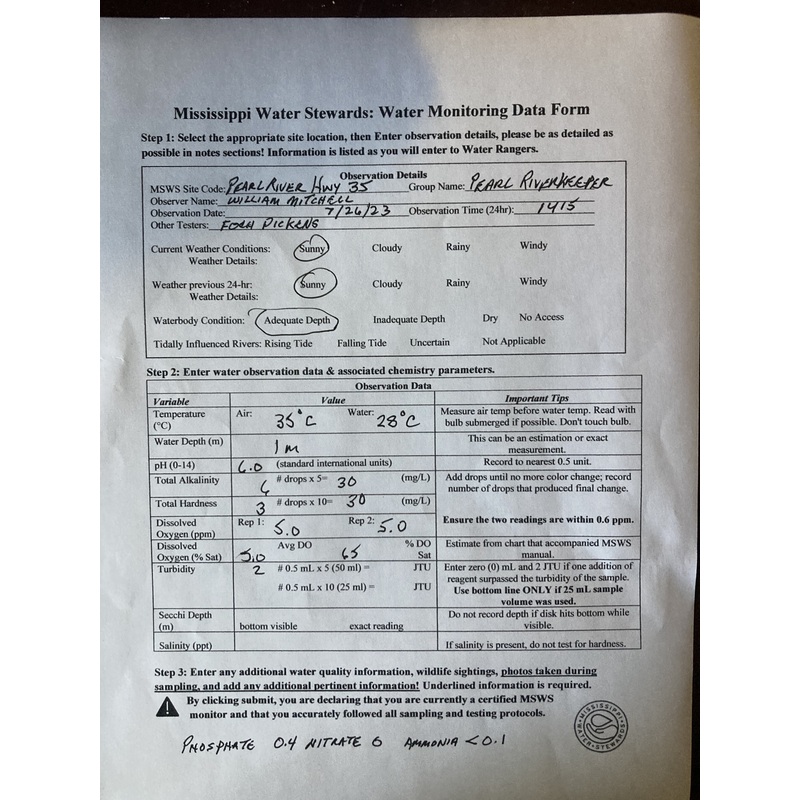 Mississippi Water Stewards: Water Monitoring Data Form
Step 1: Select the appropriate site location, then Enter observation details, please be as detailed as
possible in notes sections! Information is listed as you will enter to Water Rangers.
Observation Details
MSWS Site Code: PEARL RIVER HWY 35 Group Name: PEARL RIVERKEEPER
Observer Name: WILLIAM MITCHELL
Observation Date: 7/26/23 Observation Time (24hr): 1415
Other Testers: PICKENS
Current Weather Conditions: Sunny Cloudy Rainy Windy
Weather Details:
Weather previous 24-hr: Sunny Cloudy Rainy Windy
Weather Details:
Waterbody Condition: Adequate Depth Inadequate Depth Dry No Access
Tidally Influenced Rivers: Rising Tide Falling Tide Uncertain Not Applicable
Step 2: Enter water observation data & associated chemistry parameters.
Observation Data
Variable Value Important Tips
Temperature (°C) Air: 35°C Water: 28°C Measure air temp before water temp. Read with
bulb submerged if possible. Don't touch bulb.
Water Depth (m) 1 m This can be an estimation or exact
measurement.
pH (0-14) 6.0 (standard international units) Record to nearest 0.5 unit.
Total Alkalinity 6 # drops x 5= 30 (mg/L) Add drops until no more color change; record
number of drops that produced final change.
Total Hardness 3 # drops x 10= 30 (mg/L)
Dissolved Oxygen (ppm) Rep 1: 5.0 Rep 2: 5.0 Ensure the two readings are within 0.6 ppm.
Dissolved Oxygen (% Sat) 5.0 Avg DO 65 % DO Sat Estimate from chart that accompanied MSWS
manual.
Turbidity 2 # 0.5 mL x 5 (50 ml) = JTU Enter zero (0) mL and 2 JTU if one addition of
reagent surpassed the turbidity of the sample.
# 0.5 mL x 10 (25 ml) = JTU Use bottom line ONLY if 25 mL sample
volume was used.
Secchi Depth (m) bottom visible exact reading Do not record depth if disk hits bottom while
visible.
Salinity (ppt) If salinity is present, do not test for hardness.
Step 3: Enter any additional water quality information, wildlife sightings, photos taken during
sampling, and add any additional pertinent information! Underlined information is required.
By clicking submit, you are declaring that you are currently a certified MSWS
monitor and that you accurately followed all sampling and testing protocols.
MISSISSIPPI WATER STEWARDS
PHOSPHATE 0.4 NITRATE 0 AMMONIA <0.1